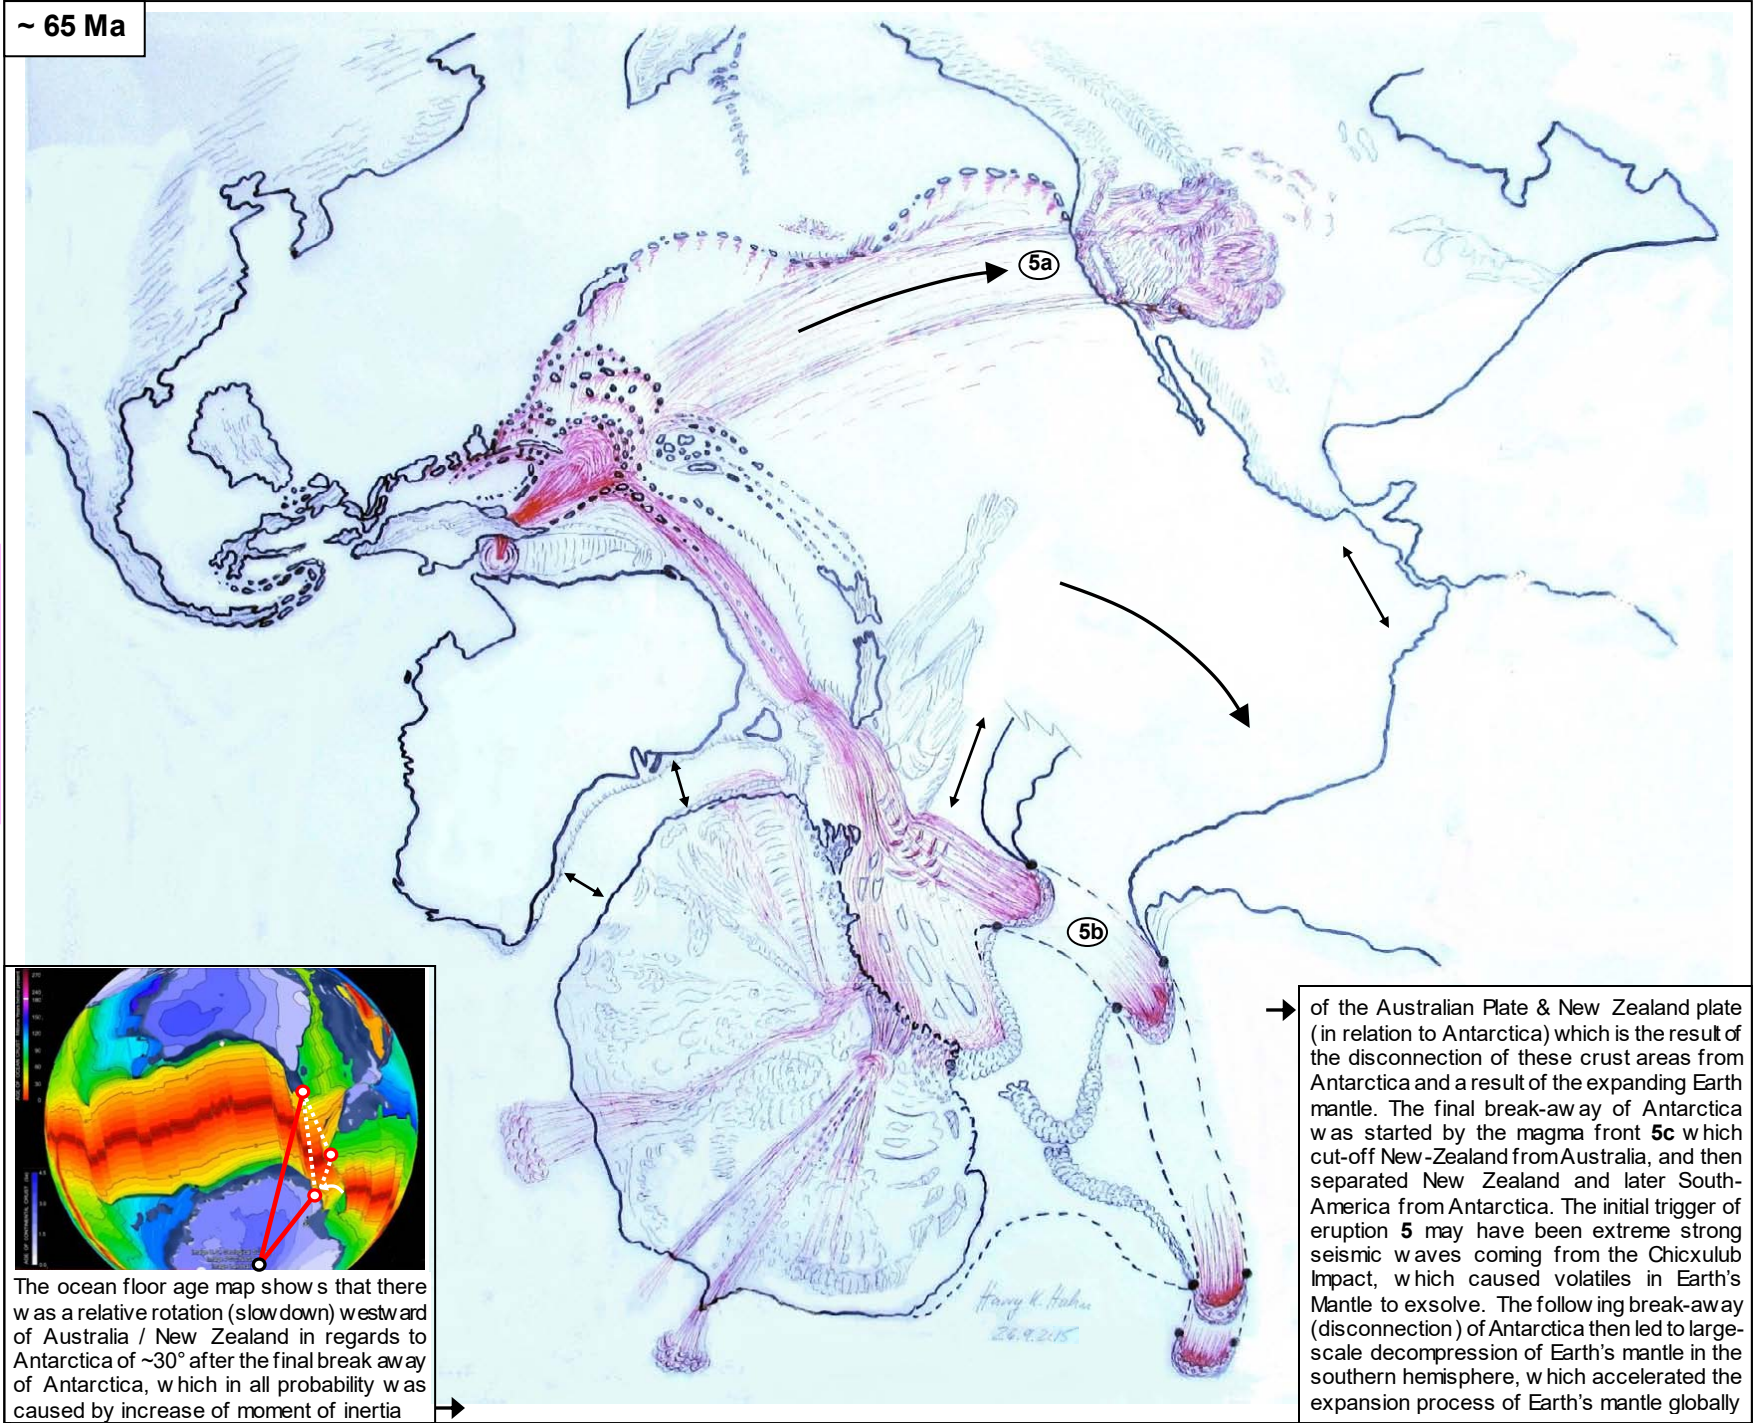 ~ 65 Ma
5a
5b
Harry K. Hahn
26.9.2015
The ocean floor age map shows that there
was a relative rotation (slow down) westward
of Australia / New Zealand in regards to
Antarctica of ~30° after the final break away
of Antarctica, which in all probability was
caused by increase of moment of inertia
of the Australian Plate & New Zealand plate
(in relation to Antarctica) which is the result of
the disconnection of these crust areas from
Antarctica and a result of the expanding Earth
mantle. The final break-away of Antarctica
was started by the magma front 5c which
cut-off New-Zealand from Australia, and then
separated New Zealand and later South-
America from Antarctica. The initial trigger of
eruption 5 may have been extreme strong
seismic waves coming from the Chicxulub
Impact, which caused volatiles in Earth's
Mantle to exsolve. The following break-away
(disconnection) of Antarctica then led to large-
scale decompression of Earth's mantle in the
southern hemisphere, which accelerated the
expansion process of Earth's mantle globally